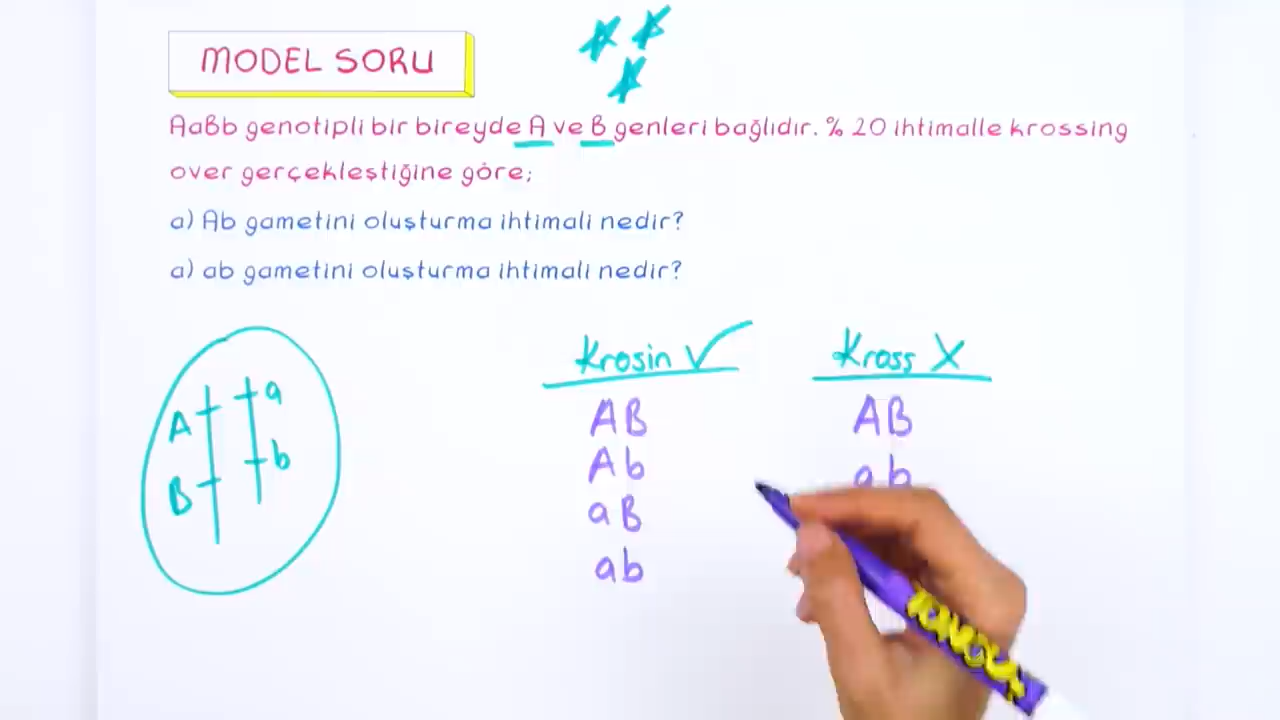 MODEL SORU
AaBb genotipli bir bireyde A ve B genleri bağlıdır. % 20 ihtimalle krossing
over gerçekleştiğine göre;
a) Ab gametini oluşturma ihtimali nedir?
a) ab gametini oluşturma ihtimali nedir?
Krosin ✓
Kross X
A a
B b
AB
Ab
aB
ab
AB
ab